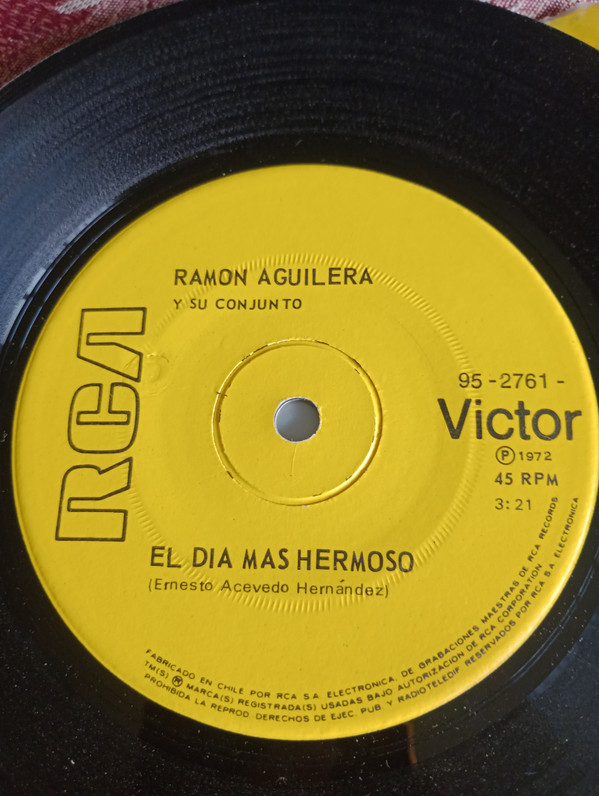 RAMON AGUILERA
Y SU CONJUNTO
RCA
95-2761-
Victor
Ⓟ 1972
45 RPM
3:21
EL DIA MAS HERMOSO
(Ernesto Acevedo Hernández)
FABRICADO EN CHILE POR RCA S.A. ELECTRONICA, DE GRABACIONES MAESTRAS DE RCA RECORDS
TM(S) Ⓡ MARCA(S) REGISTRADA(S) USADAS BAJO AUTORIZACION DE RCA CORPORATION
PROHIBIDA LA REPROD. DERECHOS DE EJEC. PUB. Y RADIOTELEDIF. RESERVADOS POR RCA S.A. ELECTRONICA